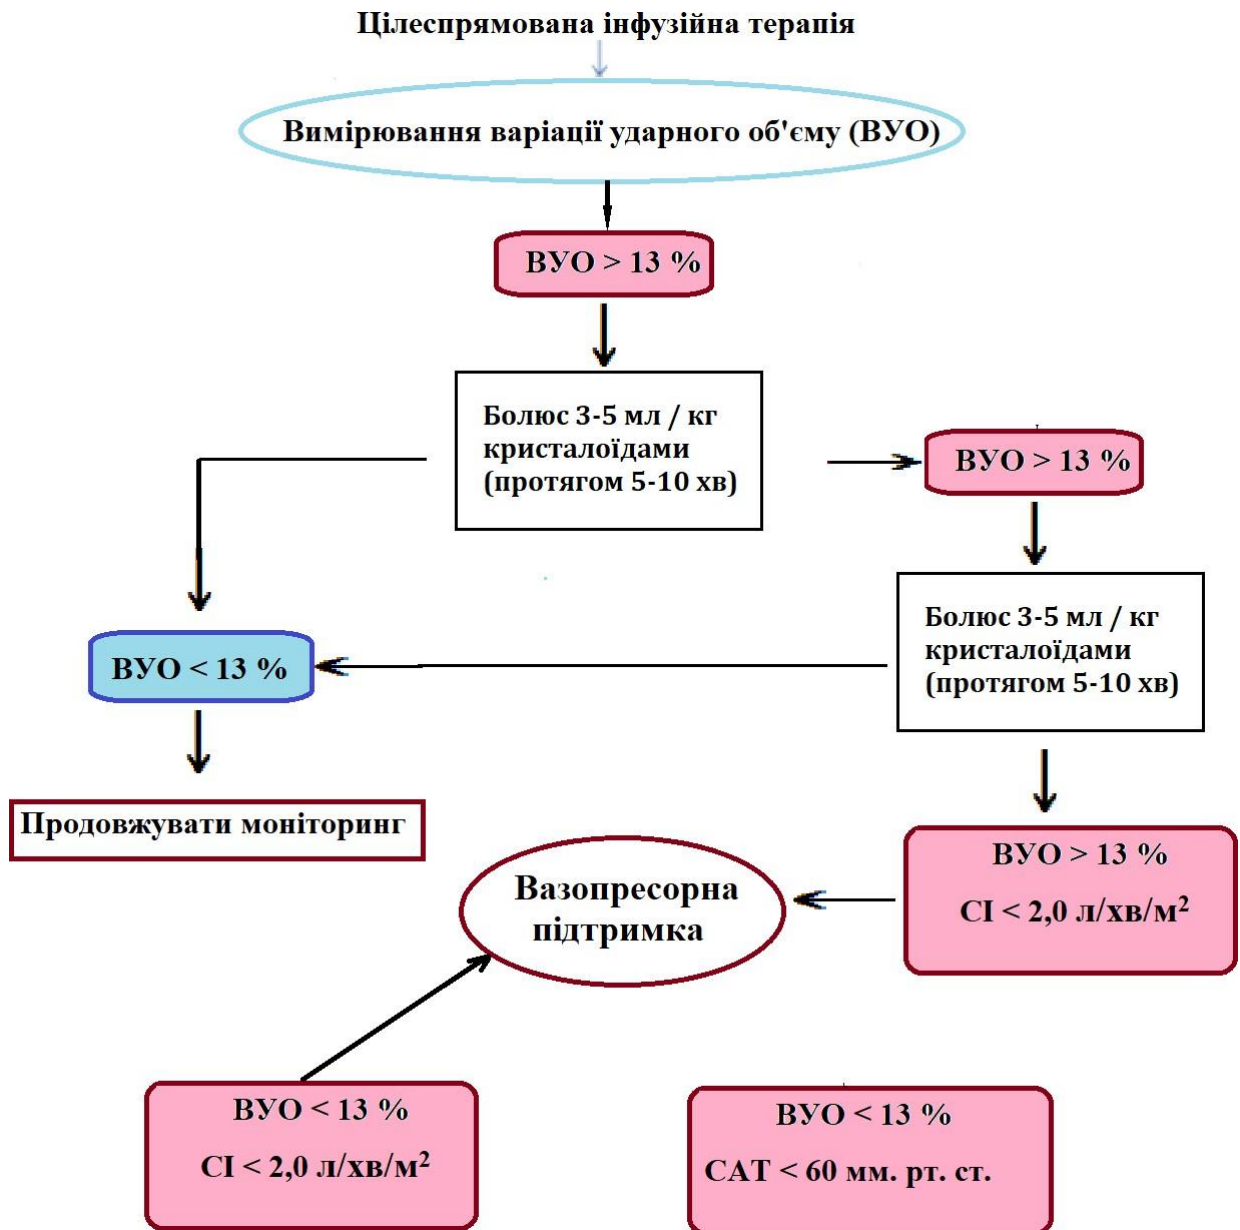 Цілеспрямована інфузійна терапія
Вимірювання варіації ударного об'єму (ВУО)
ВУО > 13 %
Болюс 3-5 мл / кг
кристалоїдами
(протягом 5-10 хв)
ВУО > 13 %
Болюс 3-5 мл / кг
кристалоїдами
(протягом 5-10 хв)
ВУО < 13 %
Продовжувати моніторинг
ВУО > 13 %
СІ < 2,0 л/хв/м²
Вазопресорна
підтримка
ВУО < 13 %
СІ < 2,0 л/хв/м²
ВУО < 13 %
САТ < 60 мм. рт. ст.